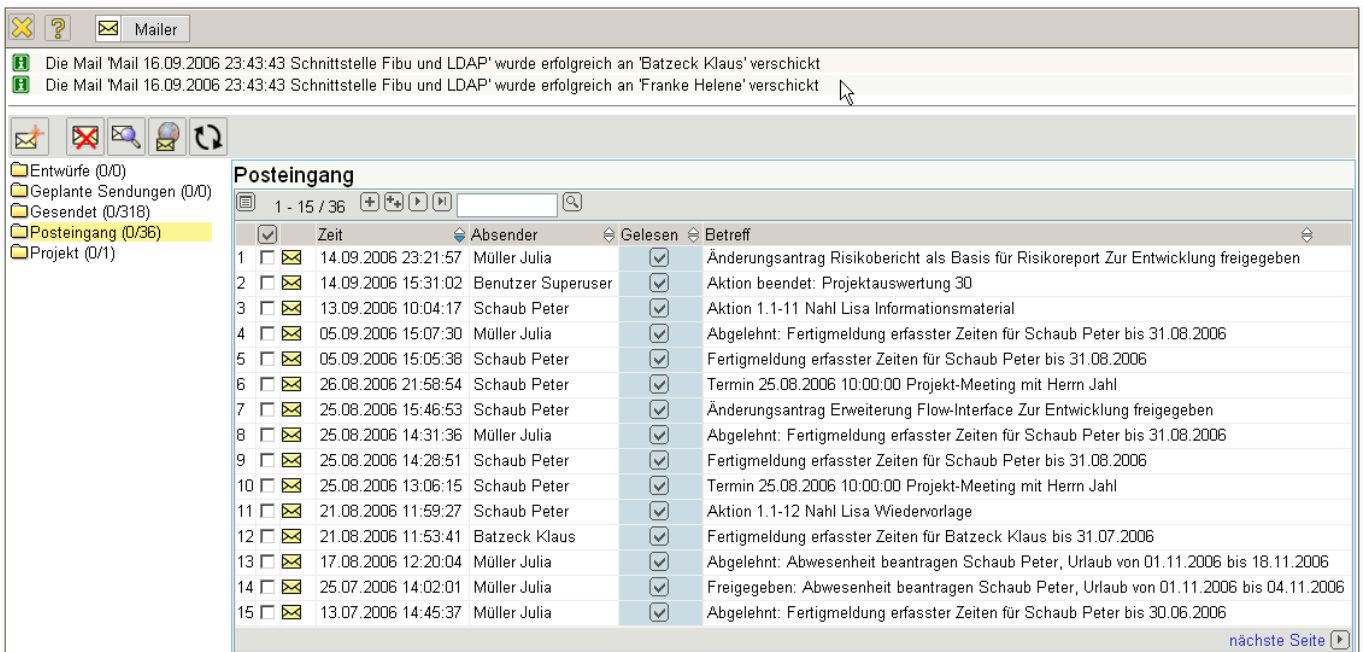 Mailer
Die Mail 'Mail 16.09.2006 23:43:43 Schnittstelle Fibu und LDAP' wurde erfolgreich an 'Batzeck Klaus' verschickt
Die Mail 'Mail 16.09.2006 23:43:43 Schnittstelle Fibu und LDAP' wurde erfolgreich an 'Franke Helene' verschickt
Entwürfe (0/0)
Geplante Sendungen (0/0)
Gesendet (0/318)
Posteingang (0/36)
Projekt (0/1)
Posteingang
1 - 15 / 36
Zeit Absender Gelesen Betreff
1 14.09.2006 23:21:57 Müller Julia Änderungsantrag Risikobericht als Basis für Risikoreport Zur Entwicklung freigegeben
2 14.09.2006 15:31:02 Benutzer Superuser Aktion beendet: Projektauswertung 30
3 13.09.2006 10:04:17 Schaub Peter Aktion 1.1-11 Nahl Lisa Informationsmaterial
4 05.09.2006 15:07:30 Müller Julia Abgelehnt: Fertigmeldung erfasster Zeiten für Schaub Peter bis 31.08.2006
5 05.09.2006 15:05:38 Schaub Peter Fertigmeldung erfasster Zeiten für Schaub Peter bis 31.08.2006
6 26.08.2006 21:58:54 Schaub Peter Termin 25.08.2006 10:00:00 Projekt-Meeting mit Herrn Jahl
7 25.08.2006 15:46:53 Schaub Peter Änderungsantrag Erweiterung Flow-Interface Zur Entwicklung freigegeben
8 25.08.2006 14:31:36 Müller Julia Abgelehnt: Fertigmeldung erfasster Zeiten für Schaub Peter bis 31.08.2006
9 25.08.2006 14:28:51 Schaub Peter Fertigmeldung erfasster Zeiten für Schaub Peter bis 31.08.2006
10 25.08.2006 13:06:15 Schaub Peter Termin 25.08.2006 10:00:00 Projekt-Meeting mit Herrn Jahl
11 21.08.2006 11:59:27 Schaub Peter Aktion 1.1-12 Nahl Lisa Wiedervorlage
12 21.08.2006 11:53:41 Batzeck Klaus Fertigmeldung erfasster Zeiten für Batzeck Klaus bis 31.07.2006
13 17.08.2006 12:20:04 Müller Julia Abgelehnt: Abwesenheit beantragen Schaub Peter, Urlaub von 01.11.2006 bis 18.11.2006
14 25.07.2006 14:02:01 Müller Julia Freigegeben: Abwesenheit beantragen Schaub Peter, Urlaub von 01.11.2006 bis 04.11.2006
15 13.07.2006 14:45:37 Müller Julia Abgelehnt: Fertigmeldung erfasster Zeiten für Schaub Peter bis 30.06.2006
nächste Seite